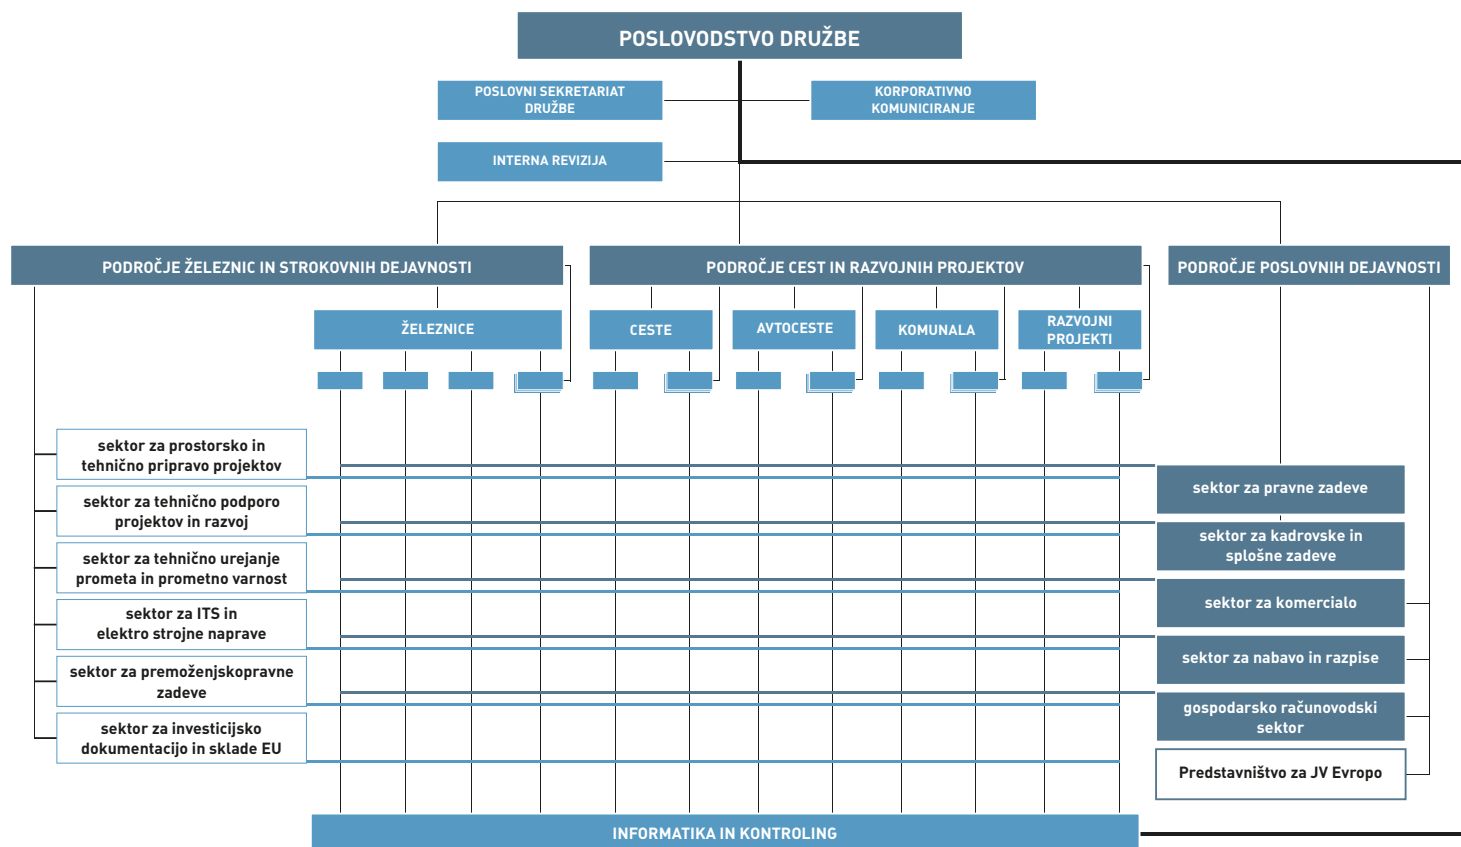 POSLOVODSTVO DRUŽBE
POSLOVNI SEKRETARIAT
DRUŽBE
KORPORATIVNO
KOMUNICIRANJE
INTERNA REVIZIJA
PODROČJE ŽELEZNIC IN STROKOVNIH DEJAVNOSTI
PODROČJE CEST IN RAZVOJNIH PROJEKTOV
PODROČJE POSLOVNIH DEJAVNOSTI
ŽELEZNICE
CESTE
AVTOCESTE
KOMUNALA
RAZVOJNI
PROJEKTI
sektor za prostorsko in
tehnično pripravo projektov
sektor za tehnično podporo
projektov in razvoj
sektor za tehnično urejanje
prometa in prometno varnost
sektor za ITS in
elektro strojne naprave
sektor za premoženjskopravne
zadeve
sektor za investicijsko
dokumentacijo in sklade EU
sektor za pravne zadeve
sektor za kadrovske in
splošne zadeve
sektor za komercialo
sektor za nabavo in razpise
gospodarsko računovodski
sektor
Predstavništvo za JV Evropo
INFORMATIKA IN KONTROLING